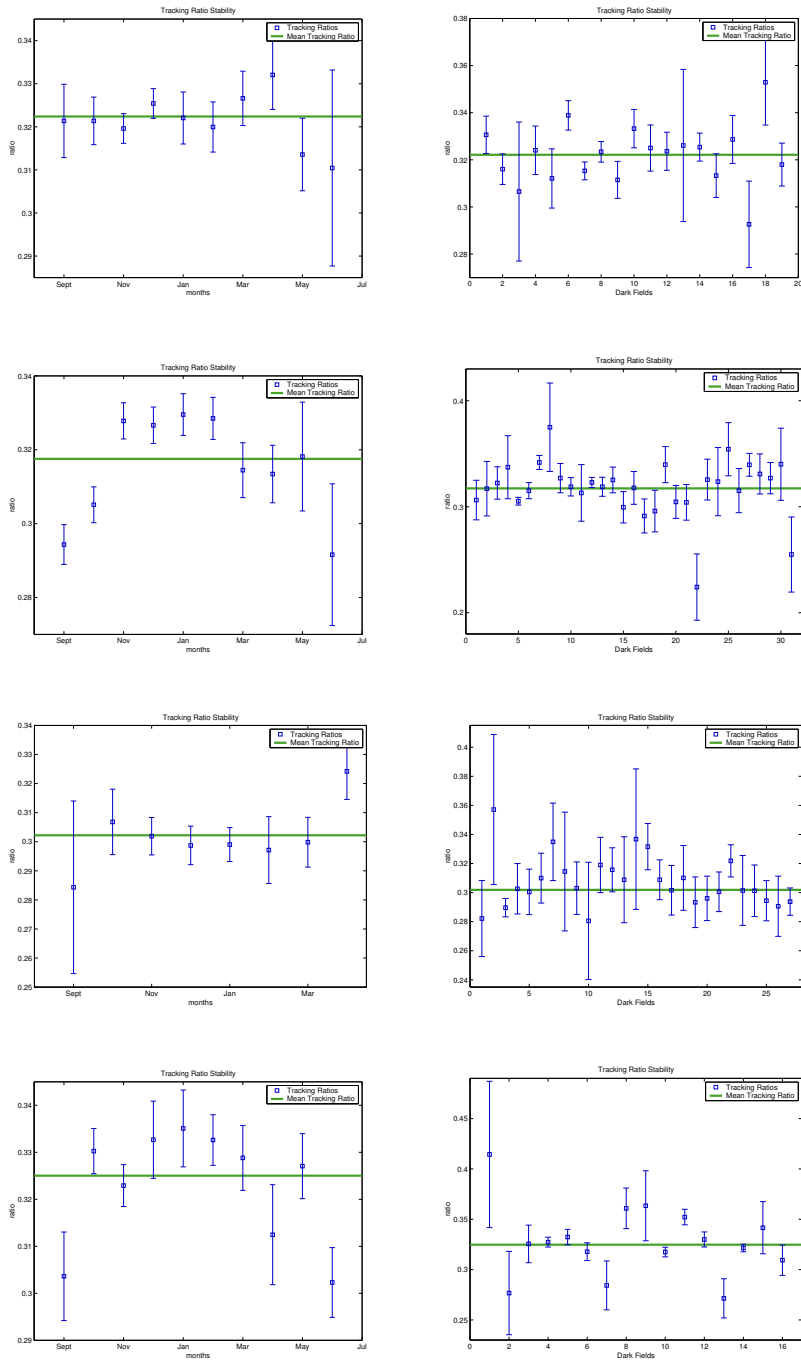 Tracking Ratio Stability
Tracking Ratios
Mean Tracking Ratio
0.34
0.33
0.32
0.31
0.3
0.29
ratio
Sept Nov Jan Mar May Jul
months
Tracking Ratio Stability
Tracking Ratios
Mean Tracking Ratio
0.38
0.36
0.34
0.32
0.3
0.28
ratio
0 2 4 6 8 10 12 14 16 18 20
Dark Fields
Tracking Ratio Stability
Tracking Ratios
Mean Tracking Ratio
0.34
0.32
0.3
0.28
ratio
Sept Nov Jan Mar May Jul
months
Tracking Ratio Stability
Tracking Ratios
Mean Tracking Ratio
0.4
0.3
0.2
ratio
0 5 10 15 20 25 30
Dark Fields
Tracking Ratio Stability
Tracking Ratios
Mean Tracking Ratio
0.34
0.33
0.32
0.31
0.3
0.29
0.28
0.27
0.26
0.25
ratio
Sept Nov Jan Mar
months
Tracking Ratio Stability
Tracking Ratios
Mean Tracking Ratio
0.4
0.38
0.36
0.34
0.32
0.3
0.28
0.26
0.24
ratio
0 5 10 15 20 25
Dark Fields
Tracking Ratio Stability
Tracking Ratios
Mean Tracking Ratio
0.34
0.33
0.32
0.31
0.3
0.29
ratio
Sept Nov Jan Mar May Jul
months
Tracking Ratio Stability
Tracking Ratios
Mean Tracking Ratio
0.45
0.4
0.35
0.3
0.25
ratio
0 2 4 6 8 10 12 14 16
Dark Fields